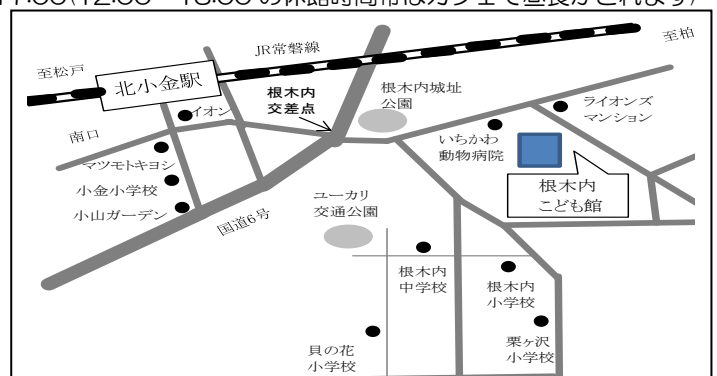 17:00(12:00~13:00の休館時間帯はカフェで昼食がとれます)
JR常磐線
至柏
至松戸
北小金駅
根木内
交差点
根木内城址
公園
ライオンズ
マンション
イオン
南口
いちかわ
動物病院
マツモトキヨシ
小金小学校
小山ガーデン
根木内
こども館
ユーカリ
交通公園
国道6号
根木内
中学校
根木内
小学校
貝の花
小学校
栗ヶ沢
小学校